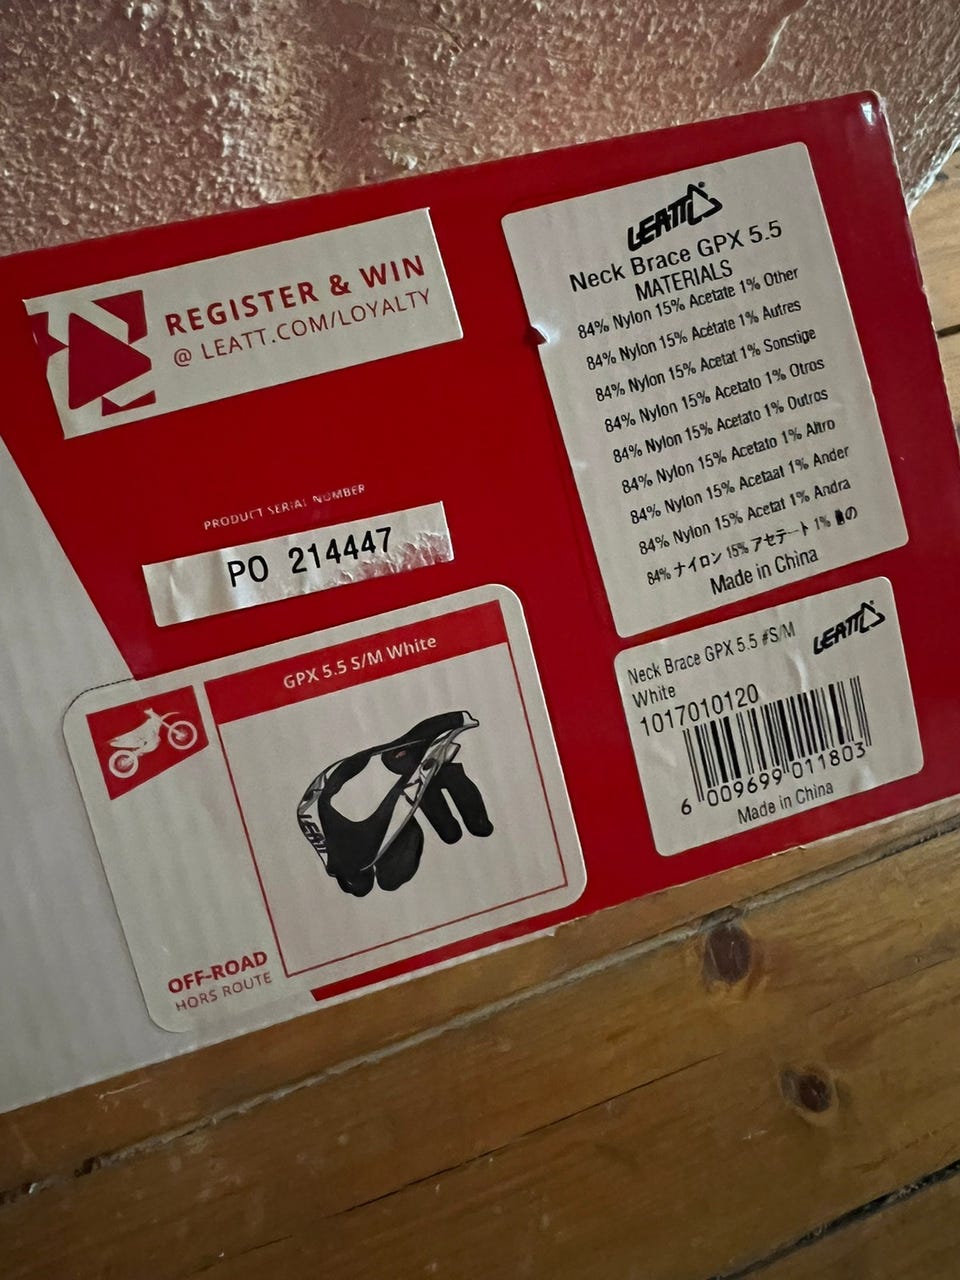 REGISTER & WIN
@ LEATT.COM/LOYALTY
PRODUCT SERIAL NUMBER
PO 214447
GPX 5.5 S/M White
LEATT
OFF-ROAD
HORS ROUTE
LEATT
Neck Brace GPX 5.5
MATERIALS
84% Nylon 15% Acetate 1% Other
84% Nylon 15% Acétate 1% Autres
84% Nylon 15% Acetat 1% Sonstige
84% Nylon 15% Acetato 1% Otros
84% Nylon 15% Acetato 1% Outros
84% Nylon 15% Acetato 1% Altro
84% Nylon 15% Acetaal 1% Ander
84% Nylon 15% Acetat 1% Andra
84% ナイロン 15% アセテート 1% の
Made in China
LEATT
Neck Brace GPX 5.5 #S/M
White
1017010120
6 009699 011803
Made in China